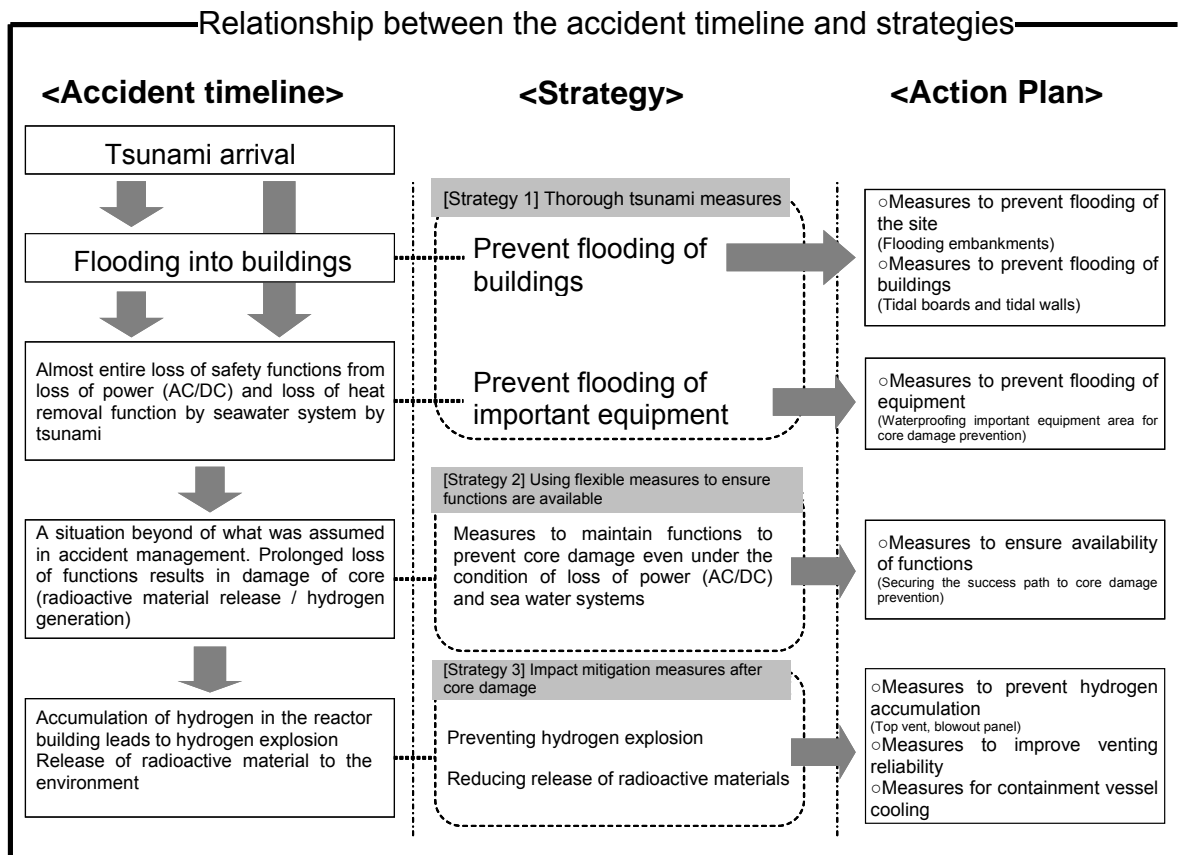 Relationship between the accident timeline and strategies
<Accident timeline>
<Strategy>
<Action Plan>
Tsunami arrival
Flooding into buildings
Almost entire loss of safety functions from
loss of power (AC/DC) and loss of heat
removal function by seawater system by
tsunami
A situation beyond of what was assumed
in accident management. Prolonged loss
of functions results in damage of core
(radioactive material release / hydrogen
generation)
Accumulation of hydrogen in the reactor
building leads to hydrogen explosion
Release of radioactive material to the
environment
[Strategy 1] Thorough tsunami measures
Prevent flooding of
buildings
Prevent flooding of
important equipment
[Strategy 2] Using flexible measures to ensure
functions are available
Measures to maintain functions to
prevent core damage even under the
condition of loss of power (AC/DC)
and sea water systems
[Strategy 3] Impact mitigation measures after
core damage
Preventing hydrogen explosion
Reducing release of radioactive materials
○Measures to prevent flooding of
the site
(Flooding embankments)
○Measures to prevent flooding of
buildings
(Tidal boards and tidal walls)
○Measures to prevent flooding of
equipment
(Waterproofing important equipment area for
core damage prevention)
○Measures to ensure availability
of functions
(Securing the success path to core damage
prevention)
○Measures to prevent hydrogen
accumulation
(Top vent, blowout panel)
○Measures to improve venting
reliability
○Measures for containment vessel
cooling